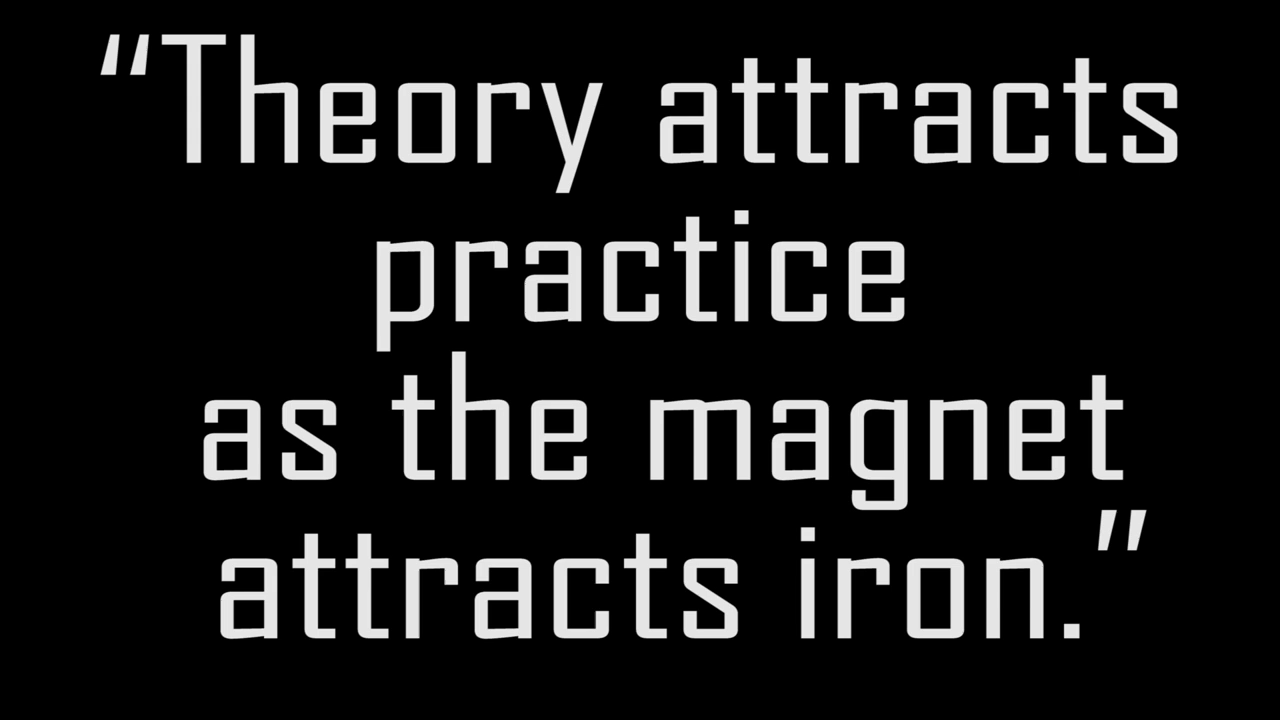 “Theory attracts
practice
as the magnet
attracts iron.”